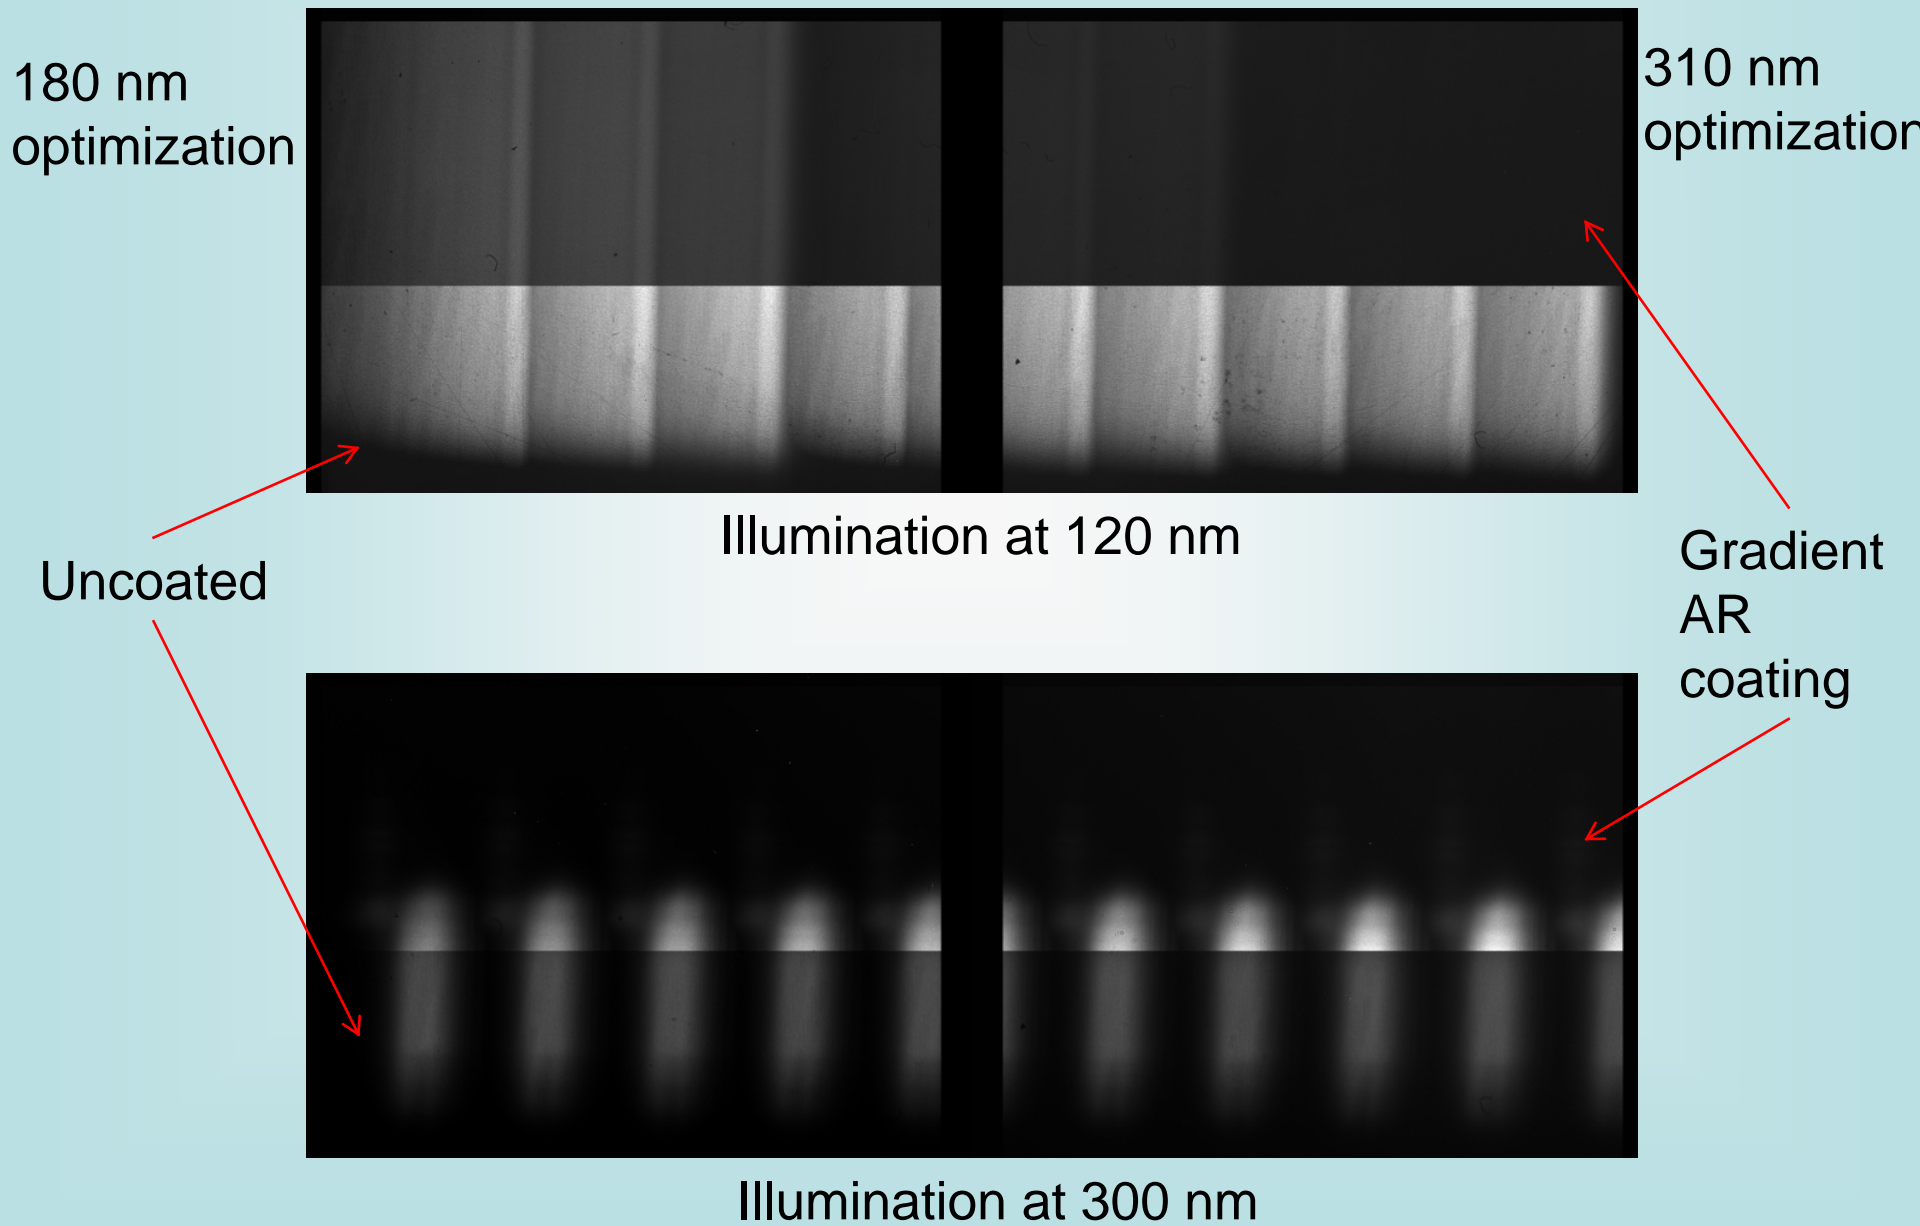 180 nm
optimization
310 nm
optimization
Illumination at 120 nm
Uncoated
Gradient
AR
coating
Illumination at 300 nm